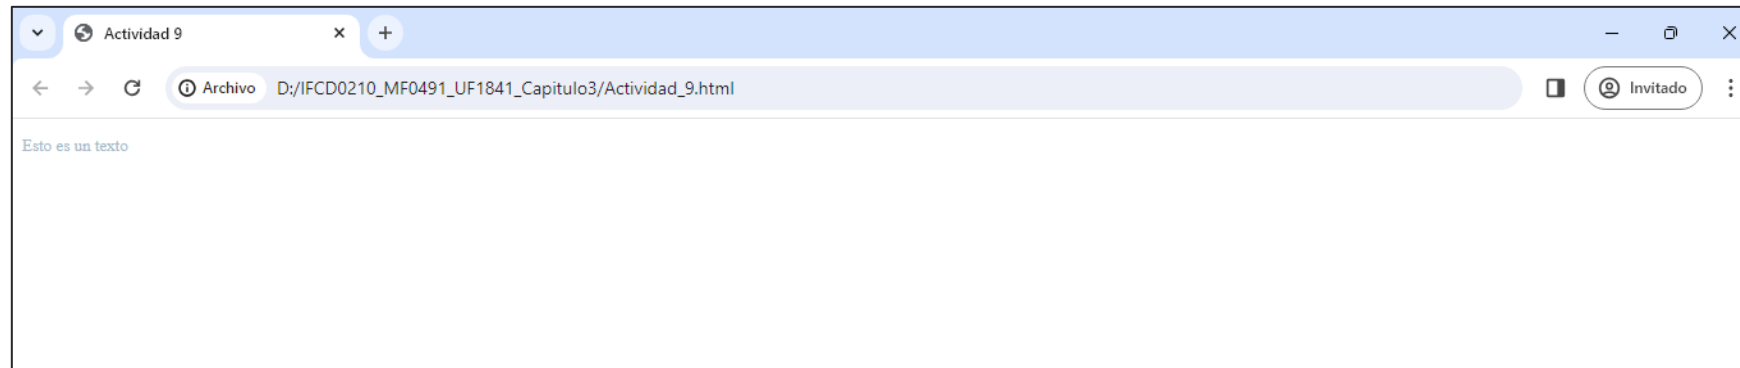 Actividad 9
Archivo D:/IFCD0210_MF0491_UF1841_Capitulo3/Actividad_9.html Invitado
Esto es un texto